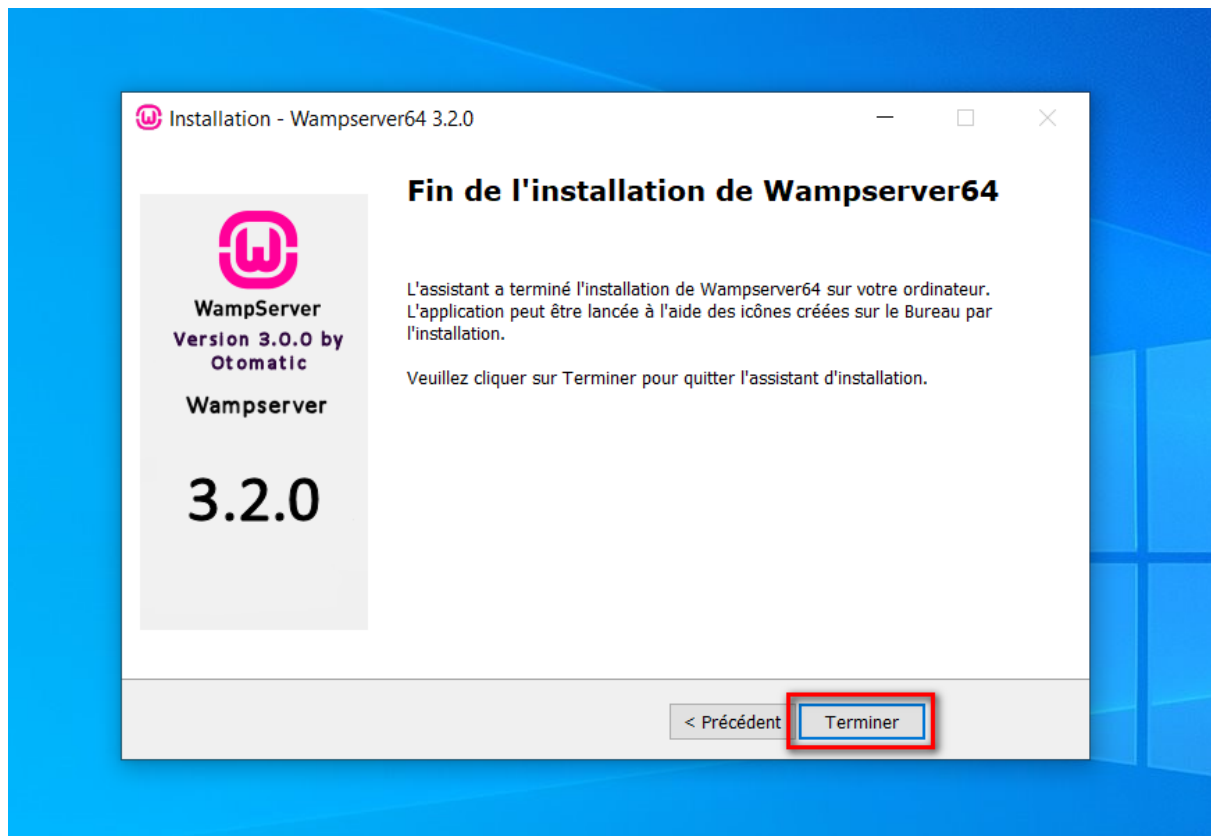 Installation - Wampserver64 3.2.0
Fin de l'installation de Wampserver64
WampServer
Version 3.0.0 by
Otomatic
Wampserver
3.2.0
L'assistant a terminé l'installation de Wampserver64 sur votre ordinateur.
L'application peut être lancée à l'aide des icônes créées sur le Bureau par
l'installation.
Veuillez cliquer sur Terminer pour quitter l'assistant d'installation.
< Précédent
Terminer